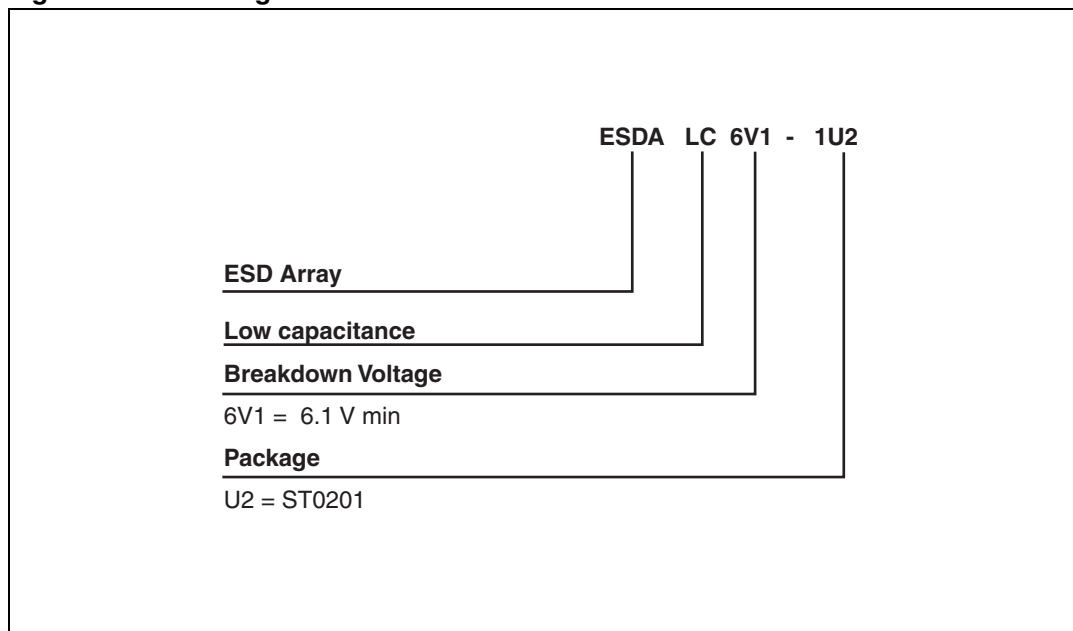 ESDA LC 6V1 - 1U2
ESD Array
Low capacitance
Breakdown Voltage
6V1 = 6.1 V min
Package
U2 = ST0201